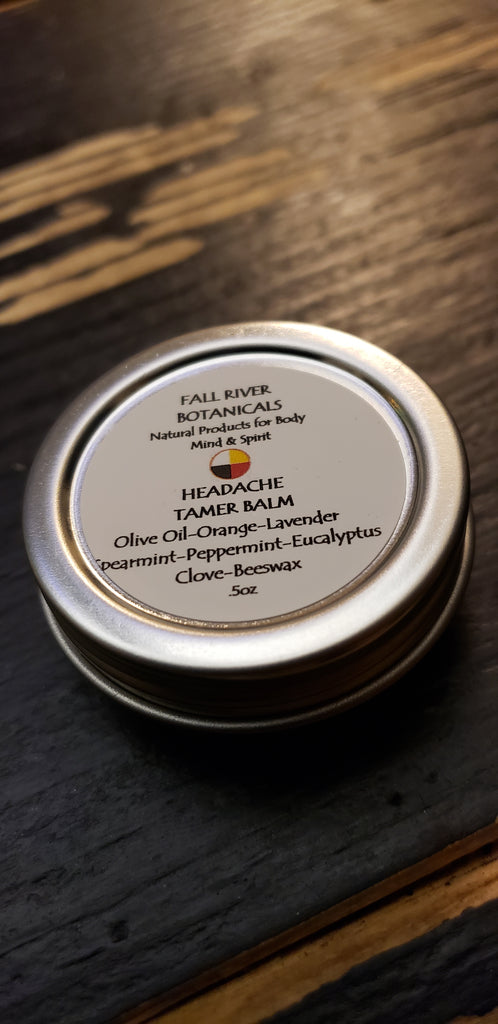 FALL RIVER
BOTANICALS
Natural Products for Body
Mind & Spirit
HEADACHE
TAMER BALM
Olive Oil-Orange-Lavender
Spearmint-Peppermint-Eucalyptus
Clove-Beeswax
.5oz